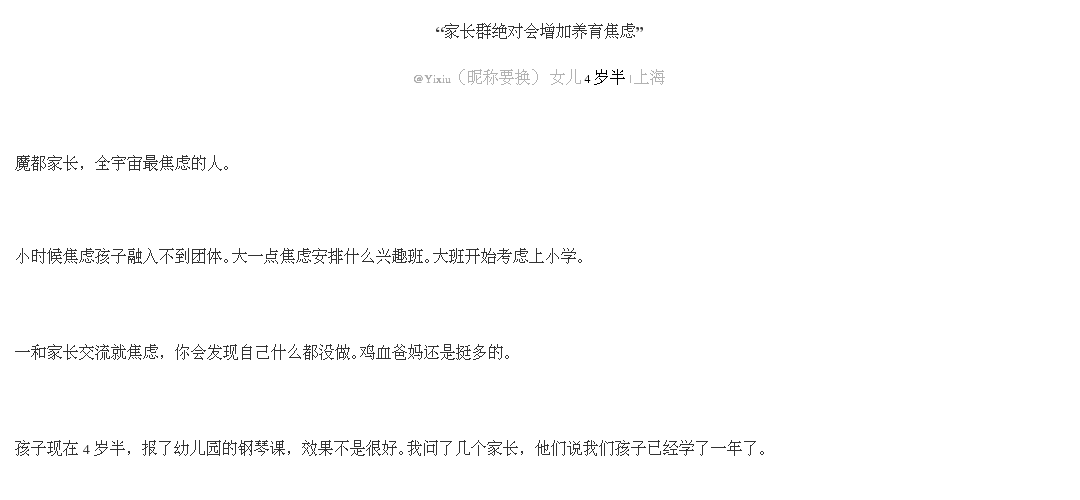 “家长群绝对会增加养育焦虑”
@Yixiu（昵称要换） 女儿 4 岁半 | 上海
魔都家长，全宇宙最焦虑的人。
小时候焦虑孩子融入不到团体。大一点焦虑安排什么兴趣班。大班开始考虑上小学。
一和家长交流就焦虑，你会发现自己什么都没做。鸡血爸妈还是挺多的。
孩子现在 4 岁半，报了幼儿园的钢琴课，效果不是很好。我问了几个家长，他们说我们孩子已经学了一年了。